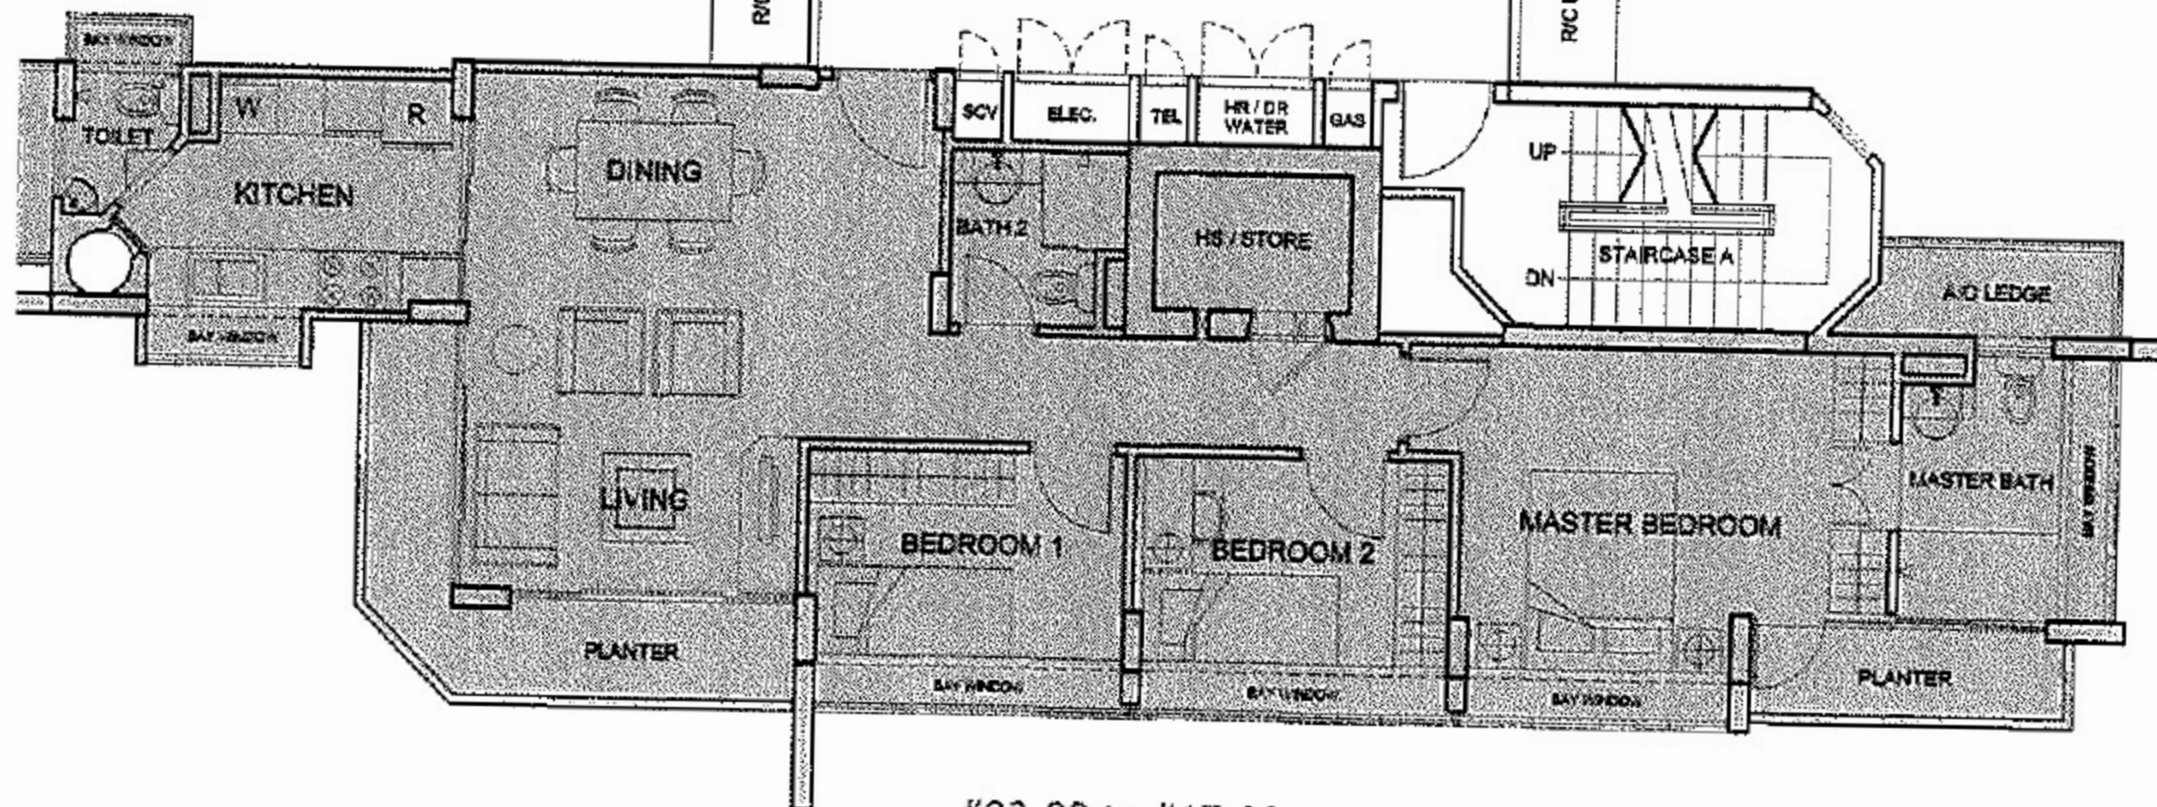 R/C
R/C
BAY WINDOW
W
R
TOILET
KITCHEN
DINING
SCV
ELEC.
TEL
HR / DR
WATER
GAS
UP
BATH 2
HS / STORE
STAIRCASE A
DN
A/C LEDGE
BAY WINDOW
LIVING
BEDROOM 1
BEDROOM 2
MASTER BEDROOM
MASTER BATH
BAY WINDOW
PLANTER
PLANTER
BAY WINDOW
BAY WINDOW
BAY WINDOW